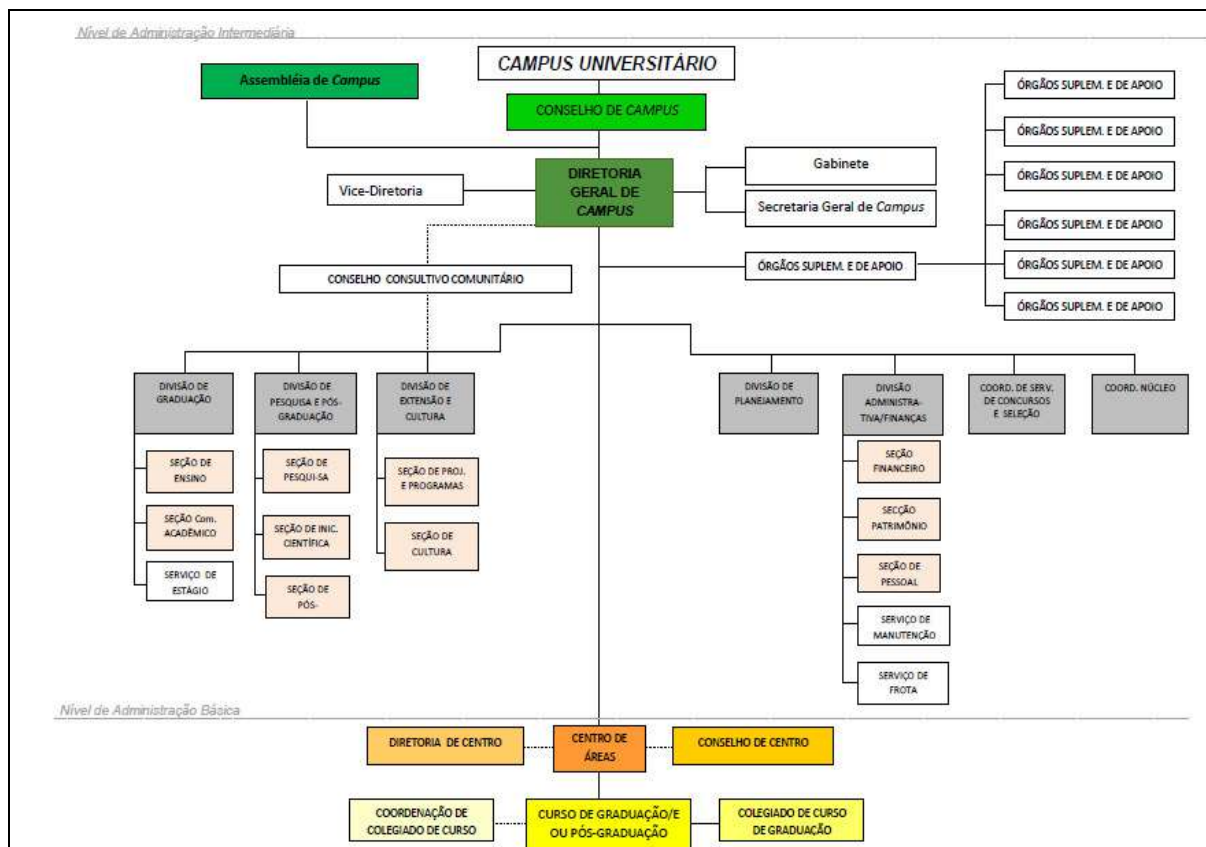 Nível de Administração Intermediária
CAMPUS UNIVERSITÁRIO
Assembléia de Campus
CONSELHO DE CAMPUS
ÓRGÃOS SUPLEM. E DE APOIO
ÓRGÃOS SUPLEM. E DE APOIO
ÓRGÃOS SUPLEM. E DE APOIO
ÓRGÃOS SUPLEM. E DE APOIO
ÓRGÃOS SUPLEM. E DE APOIO
ÓRGÃOS SUPLEM. E DE APOIO
Vice-Diretoria
DIRETORIA
GERAL DE
CAMPUS
Gabinete
Secretaria Geral de Campus
CONSELHO CONSULTIVO COMUNITÁRIO
ÓRGÃOS SUPLEM. E DE APOIO
DIVISÃO DE
GRADUAÇÃO
SEÇÃO DE
ENSINO
SEÇÃO Com.
ACADÊMICO
SERVIÇO DE
ESTÁGIO
DIVISÃO DE
PESQUISA E PÓS-
GRADUAÇÃO
SEÇÃO DE
PESQUI-SA
SEÇÃO DE INIC.
CIENTÍFICA
SEÇÃO DE
PÓS-
DIVISÃO DE
EXTENSÃO E
CULTURA
SEÇÃO DE PROJ.
E PROGRAMAS
SEÇÃO DE
CULTURA
DIVISÃO DE
PLANEJAMENTO
DIVISÃO
ADMINISTRA-
TIVA/FINANÇAS
SEÇÃO
FINANCEIRO
SECÇÃO
PATRIMÔNIO
SEÇÃO DE
PESSOAL
SERVIÇO DE
MANUTENÇÃO
SERVIÇO DE
FROTA
COORD. DE SERV.
DE CONCURSOS
E SELEÇÃO
COORD. NÚCLEO
Nível de Administração Básica
DIRETORIA DE CENTRO
CENTRO DE
ÁREAS
CONSELHO DE CENTRO
COORDENAÇÃO DE
COLEGIADO DE CURSO
CURSO DE GRADUAÇÃO/E
OU PÓS-GRADUAÇÃO
COLEGIADO DE CURSO
DE GRADUAÇÃO